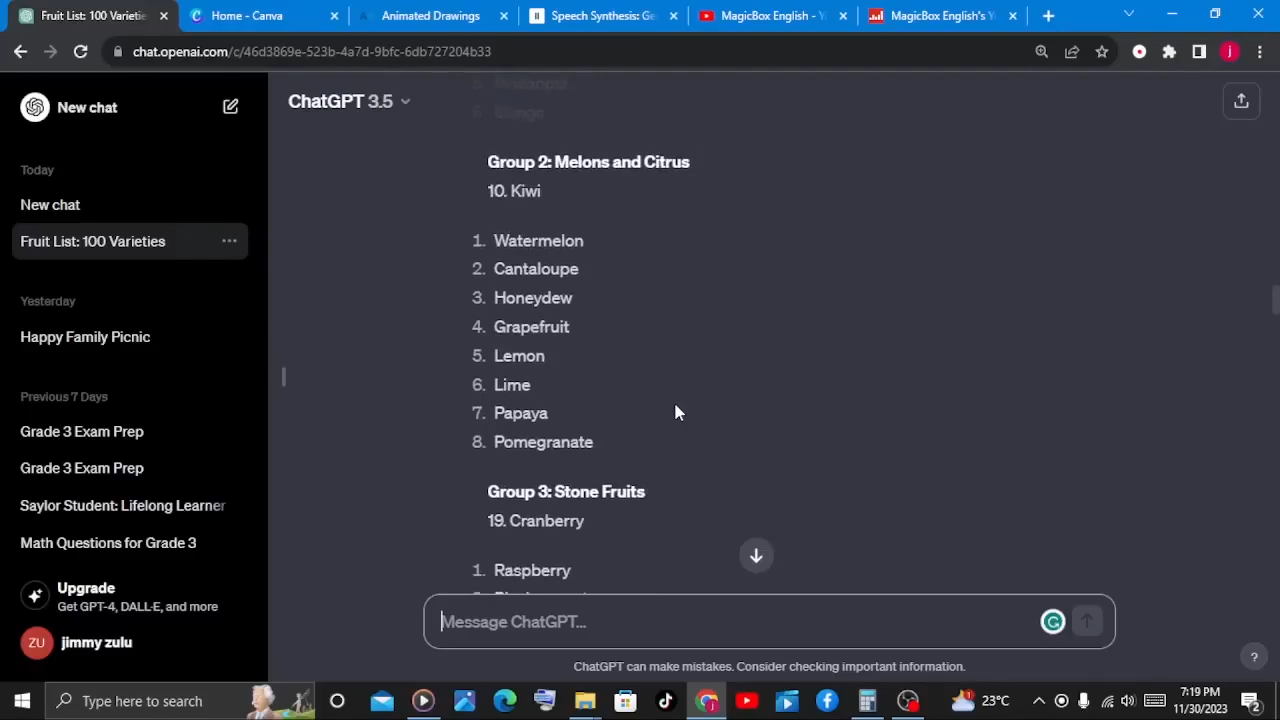 Fruit List: 100 Varietie
Home - Canva
Animated Drawings
Speech Synthesis: Ge
MagicBox English - Y
MagicBox English's Y
chat.openai.com/c/46d3869e-523b-4a7d-9bfc-6db727204b33
j
New chat
ChatGPT 3.5
Today
New chat
Fruit List: 100 Varieties
Yesterday
Happy Family Picnic
Previous 7 Days
Grade 3 Exam Prep
Grade 3 Exam Prep
Saylor Student: Lifelong Learner
Math Questions for Grade 3
Upgrade
Get GPT-4, DALL·E, and more
ZU jimmy zulu
Group 2: Melons and Citrus
10. Kiwi
1. Watermelon
2. Cantaloupe
3. Honeydew
4. Grapefruit
5. Lemon
6. Lime
7. Papaya
8. Pomegranate
Group 3: Stone Fruits
19. Cranberry
1. Raspberry
Message ChatGPT...
ChatGPT can make mistakes. Consider checking important information.
?
Type here to search
23°C
7:19 PM
11/30/2023
2